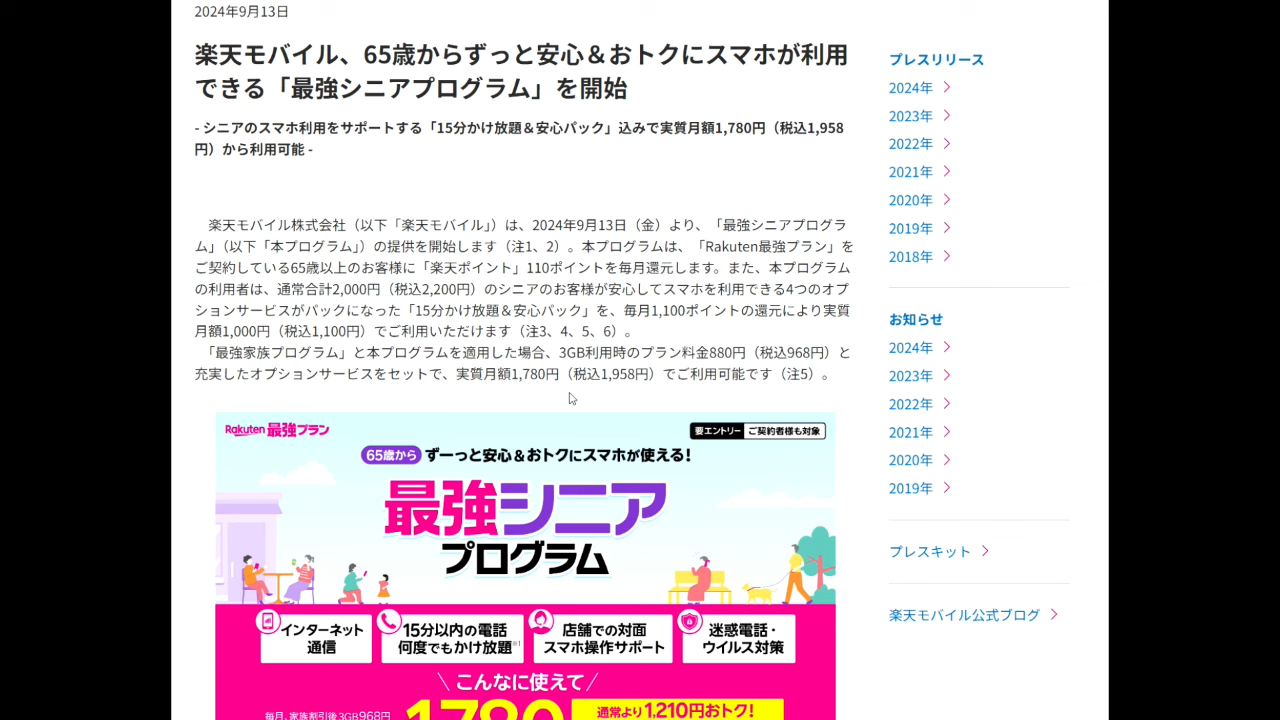 2024年9月13日
楽天モバイル、65歳からずっと安心＆おトクにスマホが利用
できる「最強シニアプログラム」を開始
- シニアのスマホ利用をサポートする「15分かけ放題＆安心パック」込みで実質月額1,780円（税込1,958
円）から利用可能 -
楽天モバイル株式会社（以下「楽天モバイル」）は、2024年9月13日（金）より、「最強シニアプログラ
ム」（以下「本プログラム」）の提供を開始します（注1、2）。本プログラムは、「Rakuten最強プラン」を
ご契約している65歳以上のお客様に「楽天ポイント」110ポイントを毎月還元します。また、本プログラム
の利用者は、通常合計2,000円（税込2,200円）のシニアのお客様が安心してスマホを利用できる4つのオプ
ションサービスがパックになった「15分かけ放題＆安心パック」を、毎月1,100ポイントの還元により実質
月額1,000円（税込1,100円）でご利用いただけます（注3、4、5、6）。
「最強家族プログラム」と本プログラムを適用した場合、3GB利用時のプラン料金880円（税込968円）と
充実したオプションサービスをセットで、実質月額1,780円（税込1,958円）でご利用可能です（注5）。
Rakuten 最強プラン
要エントリー ご契約者様も対象
65歳から ずーっと安心＆おトクにスマホが使える！
最強シニア
プログラム
インターネット
通信
15分以内の電話
何度でもかけ放題※1
店舗での対面
スマホ操作サポート
迷惑電話・
ウイルス対策
＼こんなに使えて／
毎月、家族割引後 3GB968円
1780
通常より1,210円おトク！
プレスリリース
2024年
2023年
2022年
2021年
2020年
2019年
2018年
お知らせ
2024年
2023年
2022年
2021年
2020年
2019年
プレスキット
楽天モバイル公式ブログ